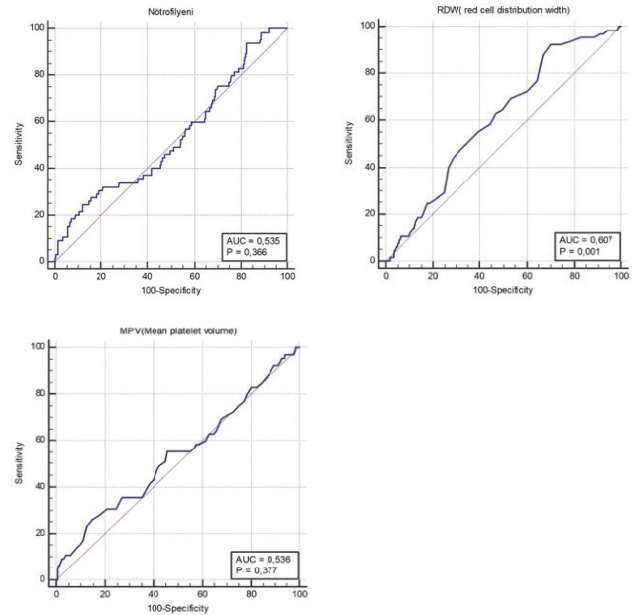 Nötrofilyeni
100
80
60
40
20
0
Sensitivity
0 20 40 60 80 100
100-Specificity
AUC = 0,535
P = 0,366
RDW( red cell distribution width)
100
80
60
40
20
0
Sensitivity
0 20 40 60 80 100
100-Specificity
AUC = 0,607
P = 0,001
MPV(Mean platelet volume)
100
80
60
40
20
0
Sensitivity
0 20 40 60 80 100
100-Specificity
AUC = 0,536
P = 0,377